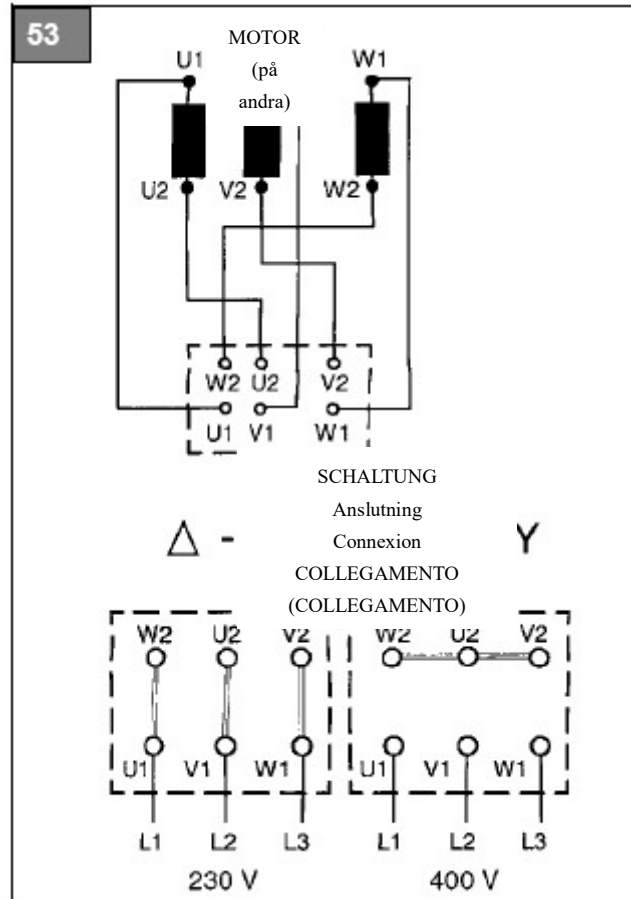 53
MOTOR
(på
andra)
U1 W1
U2 V2 W2
W2 U2 V2
U1 V1 W1
SCHALTUNG
Anslutning
Connexion
COLLEGAMENTO
(COLLEGAMENTO)
Δ - Y
W2 U2 V2 W2 U2 V2
U1 V1 W1 U1 V1 W1
L1 L2 L3 L1 L2 L3
230 V 400 V